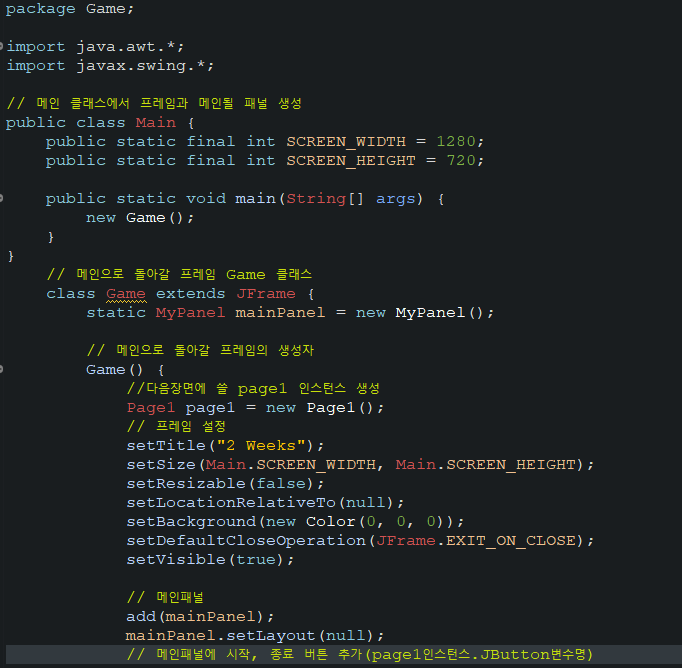 package Game;
import java.awt.*;
import javax.swing.*;
// 메인 클래스에서 프레임과 메인될 패널 생성
public class Main {
public static final int SCREEN_WIDTH = 1280;
public static final int SCREEN_HEIGHT = 720;
public static void main(String[] args) {
new Game();
}
}
// 메인으로 돌아갈 프레임 Game 클래스
class Game extends JFrame {
static MyPanel mainPanel = new MyPanel();
// 메인으로 돌아갈 프레임의 생성자
Game() {
//다음장면에 쓸 page1 인스턴스 생성
Page1 page1 = new Page1();
// 프레임 설정
setTitle("2 Weeks");
setSize(Main.SCREEN_WIDTH, Main.SCREEN_HEIGHT);
setResizable(false);
setLocationRelativeTo(null);
setBackground(new Color(0, 0, 0));
setDefaultCloseOperation(JFrame.EXIT_ON_CLOSE);
setVisible(true);
// 메인패널
add(mainPanel);
mainPanel.setLayout(null);
// 메인패널에 시작, 종료 버튼 추가(page1인스턴스.JButton변수명)